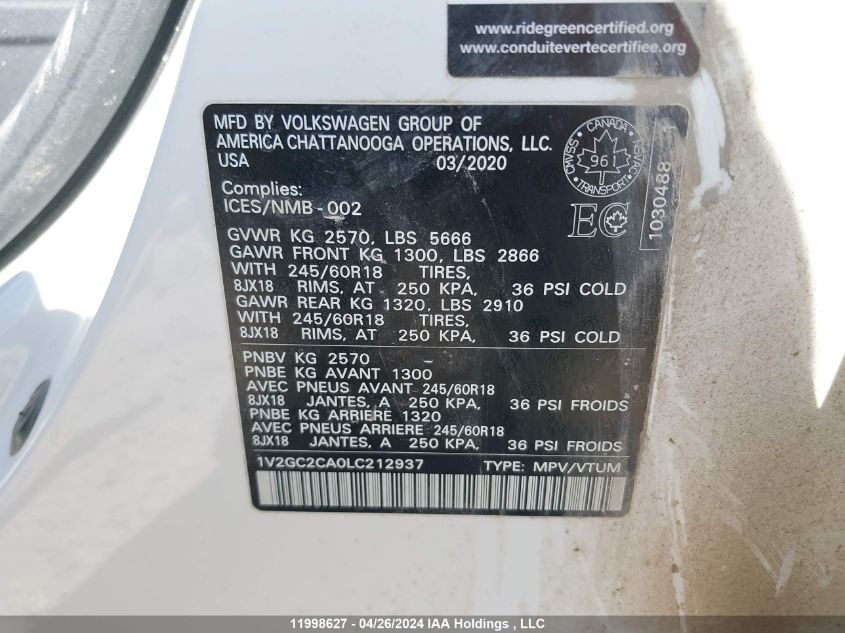 www.ridegreencertified.org
www.conduitevertecertifiee.org
MFD BY VOLKSWAGEN GROUP OF
AMERICA CHATTANOOGA OPERATIONS, LLC.
USA 03/2020
CANADA
CMVSS NSVAC
961
TRANSPORT
Complies:
ICES/NMB-002
EC
1030488
GVWR KG 2570, LBS 5666
GAWR FRONT KG 1300, LBS 2866
WITH 245/60R18 TIRES,
8JX18 RIMS, AT 250 KPA, 36 PSI COLD
GAWR REAR KG 1320, LBS 2910
WITH 245/60R18 TIRES,
8JX18 RIMS, AT 250 KPA, 36 PSI COLD
PNBV KG 2570 -
PNBE KG AVANT 1300
AVEC PNEUS AVANT 245/60R18
8JX18 JANTES, A 250 KPA, 36 PSI FROIDS
PNBE KG ARRIERE 1320
AVEC PNEUS ARRIERE 245/60R18
8JX18 JANTES, A 250 KPA, 36 PSI FROIDS
1V2GC2CA0LC212937 TYPE: MPV/VTUM
11998627 - 04/26/2024 IAA Holdings , LLC